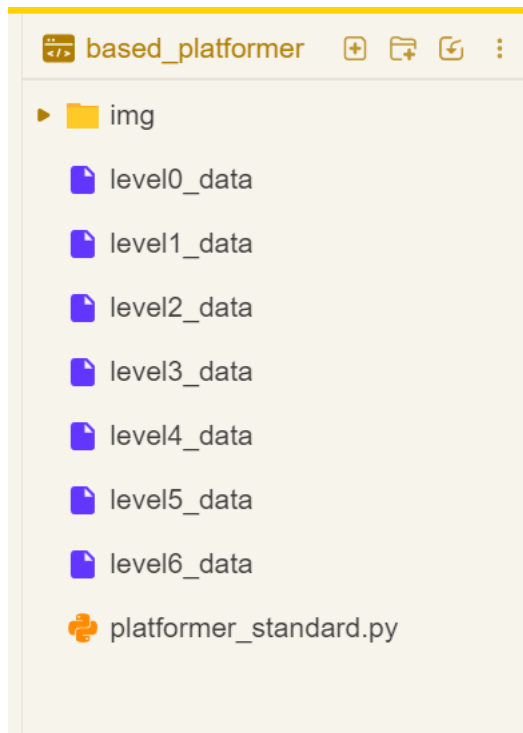 based_platformer
img
level0_data
level1_data
level2_data
level3_data
level4_data
level5_data
level6_data
platformer_standard.py